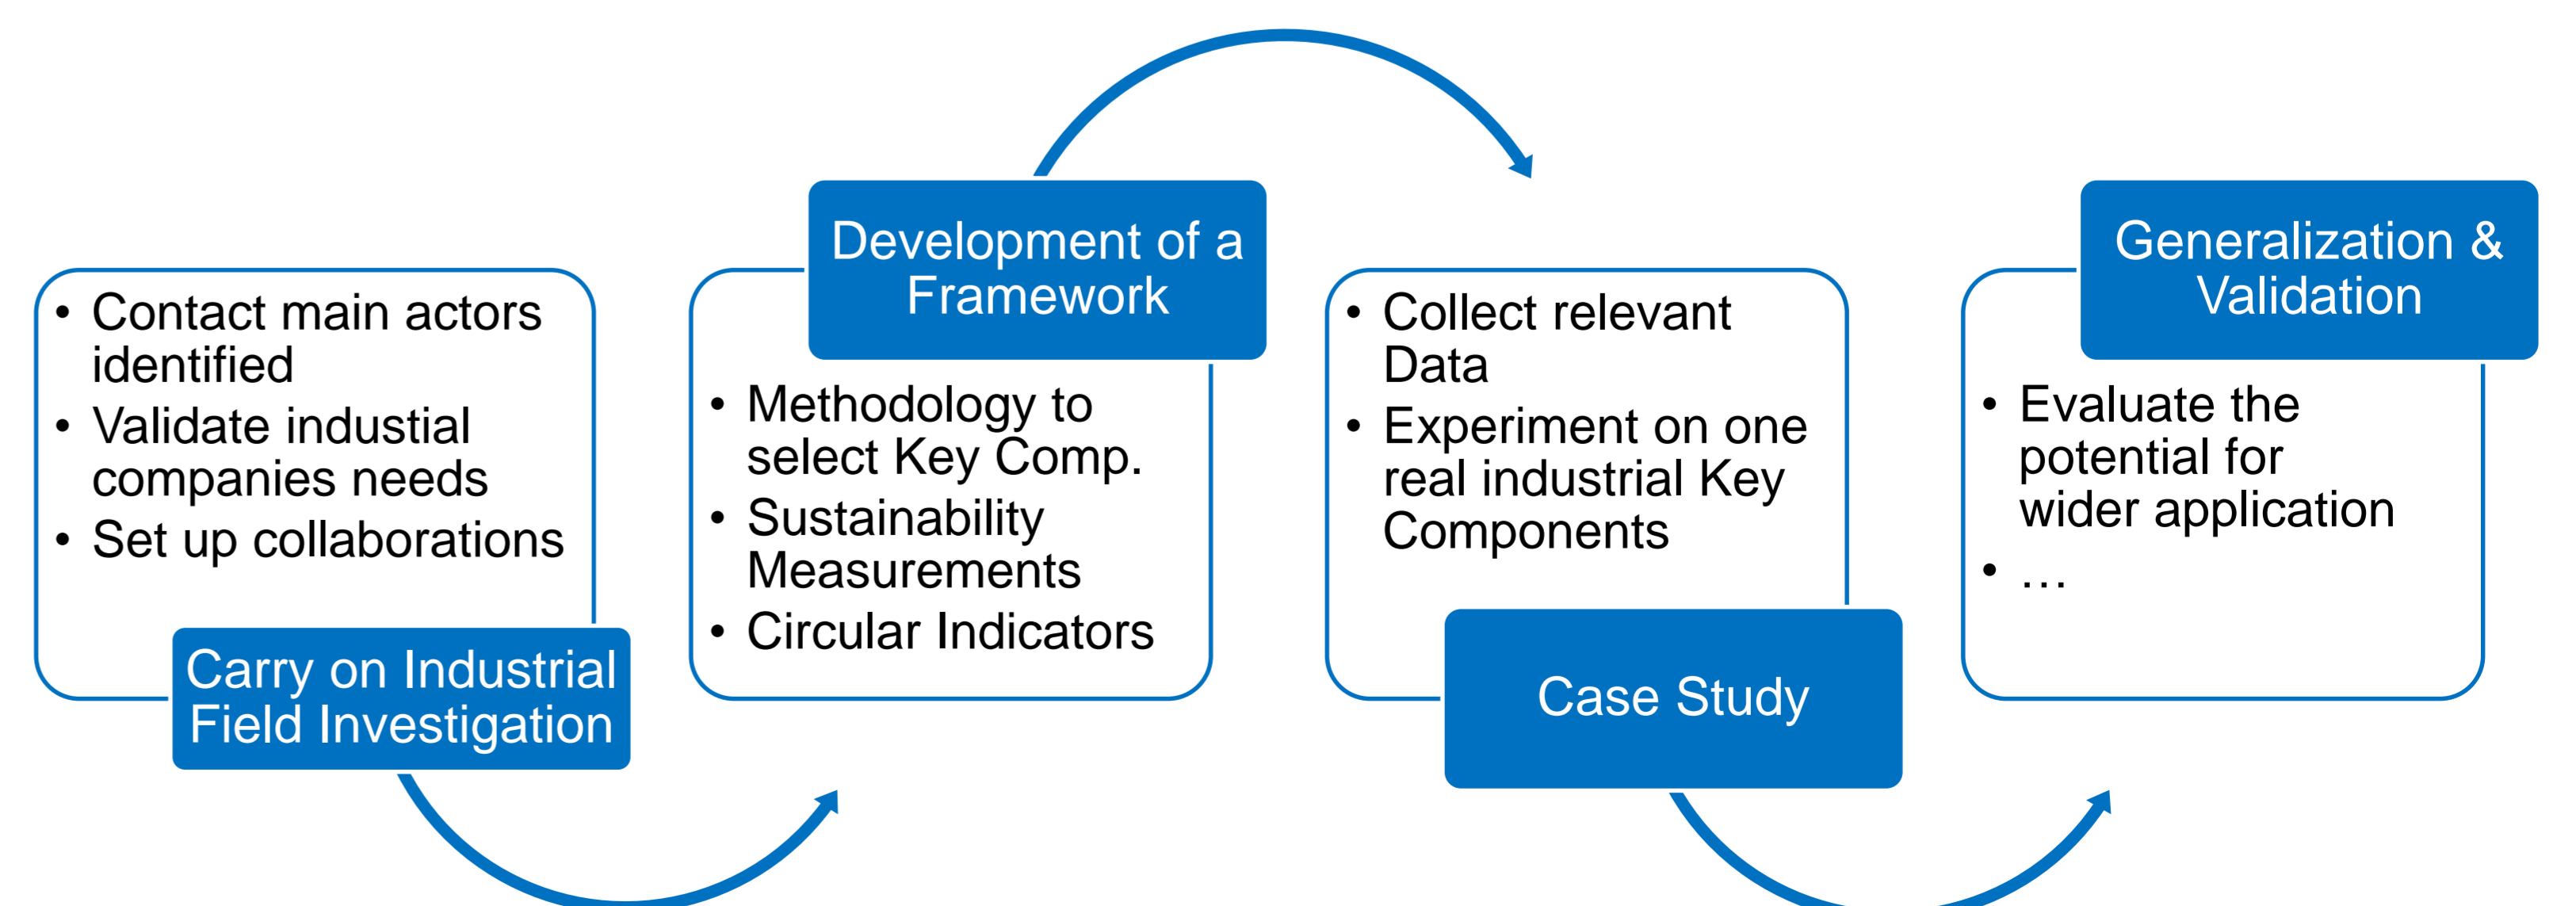 • Contact main actors
identified
• Validate industial
companies needs
• Set up collaborations
Carry on Industrial
Field Investigation
Development of a
Framework
• Methodology to
select Key Comp.
• Sustainability
Measurements
• Circular Indicators
• Collect relevant
Data
• Experiment on one
real industrial Key
Components
Case Study
Generalization &
Validation
• Evaluate the
potential for
wider application
• …